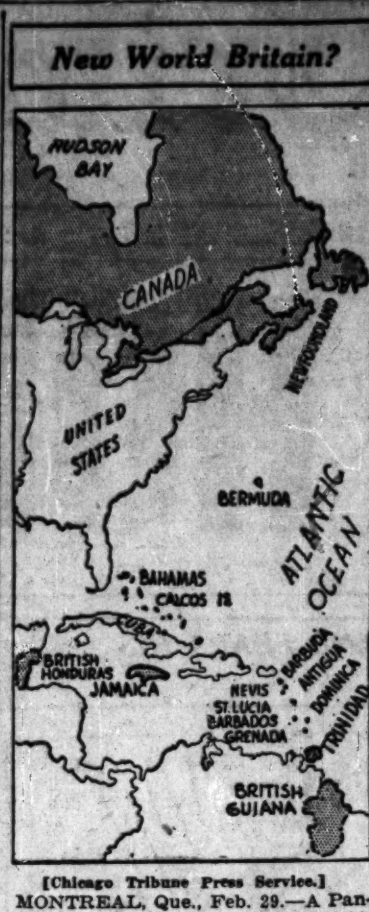 New World Britain?
HUDSON
BAY
CANADA
NEWFOUNDLAND
UNITED
STATES
BERMUDA
ATLANTIC
OCEAN
BAHAMAS
CALCOS IS
CUBA
BRITISH
HONDURAS
JAMAICA
BARBUDA
ANTIGUA
DOMINICA
TRINIDAD
NEVIS
ST. LUCIA
BARBADOS
GRENADA
BRITISH
GUIANA
[Chicago Tribune Press Service.]
MONTREAL, Que., Feb. 29.—A Pan-